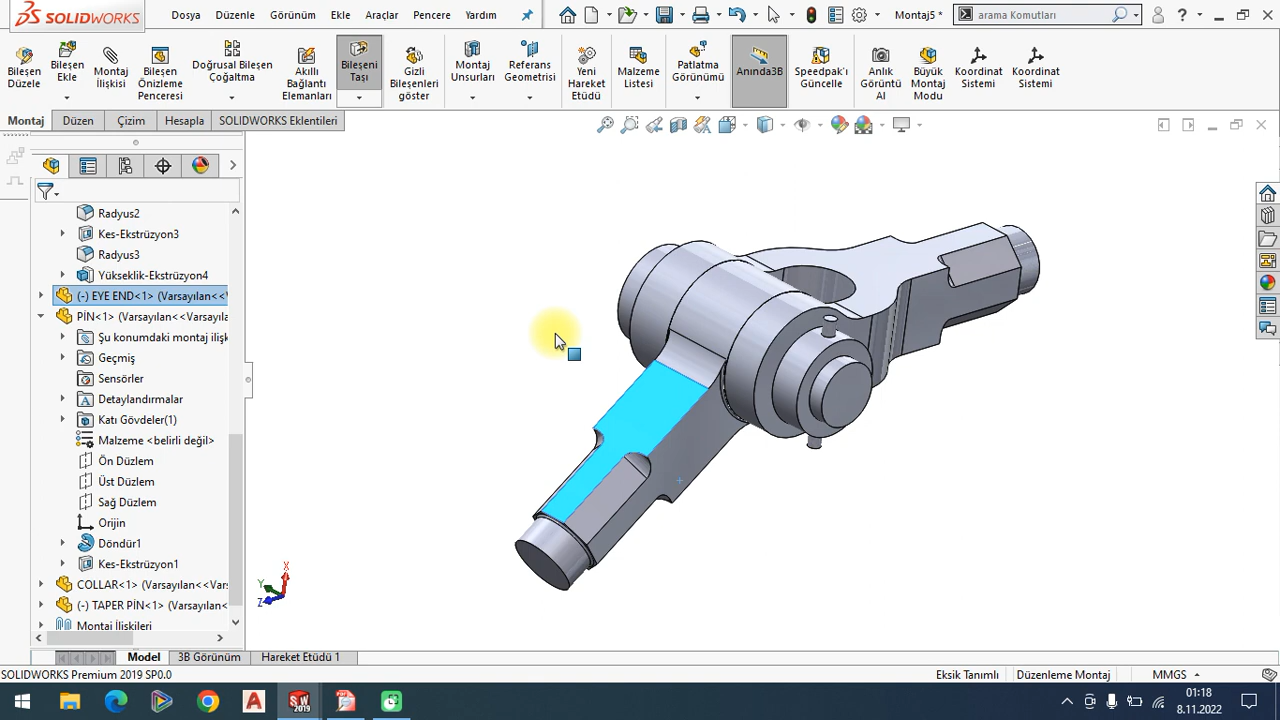 SOLIDWORKS Dosya Düzenle Görünüm Ekle Araçlar Pencere Yardım Montaj5 * arama Komutları
Bileşen Düzele
Bileşen Ekle
Montaj İlişkisi
Bileşen Önizleme Penceresi
Doğrusal Bileşen Çoğaltma
Akıllı Bağlantı Elemanları
Bileşeni Taşı
Gizli Bileşenleri göster
Montaj Unsurları
Referans Geometrisi
Yeni Hareket Etüdü
Malzeme Listesi
Patlatma Görünümü
Anında3B
Speedpak'ı Güncelle
Anlık Görüntü Al
Büyük Montaj Modu
Koordinat Sistemi
Koordinat Sistemi
Montaj Düzen Çizim Hesapla SOLIDWORKS Eklentileri
Radyus2
Kes-Ekstrüzyon3
Radyus3
Yükseklik-Ekstrüzyon4
(-) EYE END<1> (Varsayılan<<V
PİN<1> (Varsayılan<<Varsayıla
Şu konumdaki montaj ilişk
Geçmiş
Sensörler
Detaylandırmalar
Katı Gövdeler(1)
Malzeme <belirli değil>
Ön Düzlem
Üst Düzlem
Sağ Düzlem
Orijin
Döndür1
Kes-Ekstrüzyon1
COLLAR<1> (Varsayılan<<Vars
(-) TAPER PİN<1> (Varsayılan<
Montaj İlişkileri
X
Y
Z
Model 3B Görünüm Hareket Etüdü 1
SOLIDWORKS Premium 2019 SP0.0 Eksik Tanımlı Düzenleme Montaj MMGS
01:18
8.11.2022